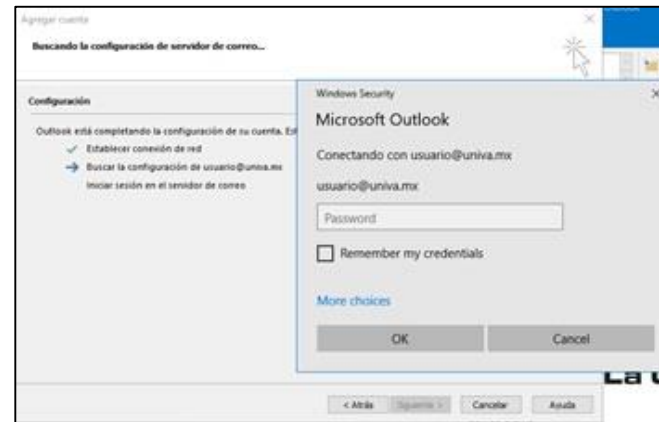 Agregar cuenta
Buscando la configuración de servidor de correo...
Configuración
Outlook está completando la configuración de su cuenta.
Establecer conexión de red
Buscar la configuración de usuario@univa.mx
Iniciar sesión en el servidor de correo
Windows Security
Microsoft Outlook
Conectando con usuario@univa.mx
usuario@univa.mx
Password
Remember my credentials
More choices
OK Cancel
La
< Atrás Siguiente > Cancelar Ayuda